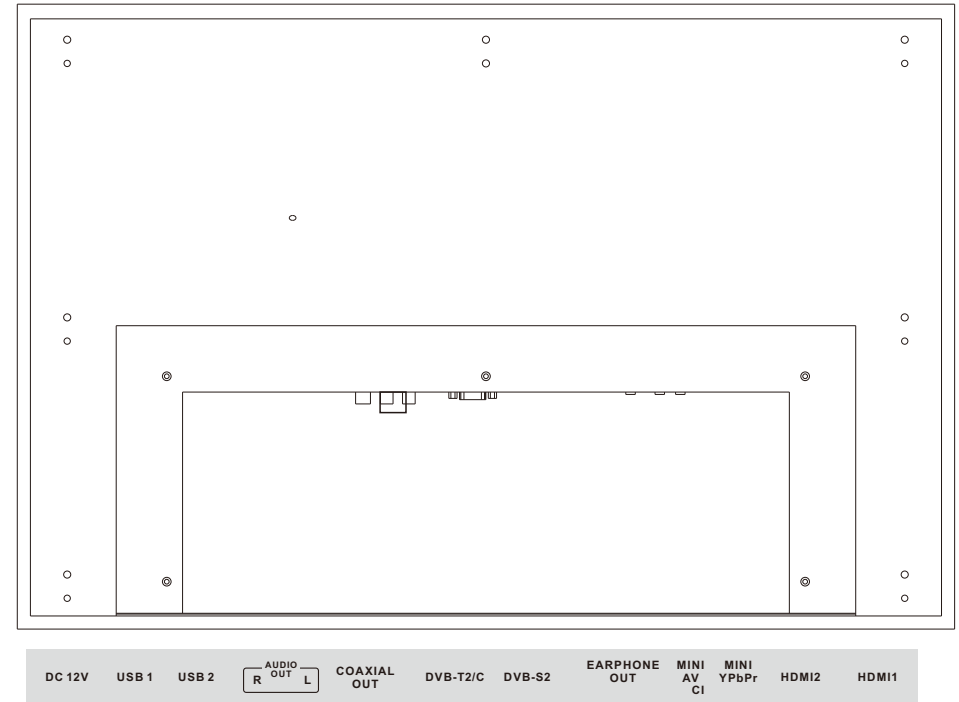 DC 12V
USB 1
USB 2
AUDIO
OUT
R L
COAXIAL
OUT
DVB-T2/C
DVB-S2
EARPHONE
OUT
MINI
AV
CI
MINI
YPbPr
HDMI2
HDMI1